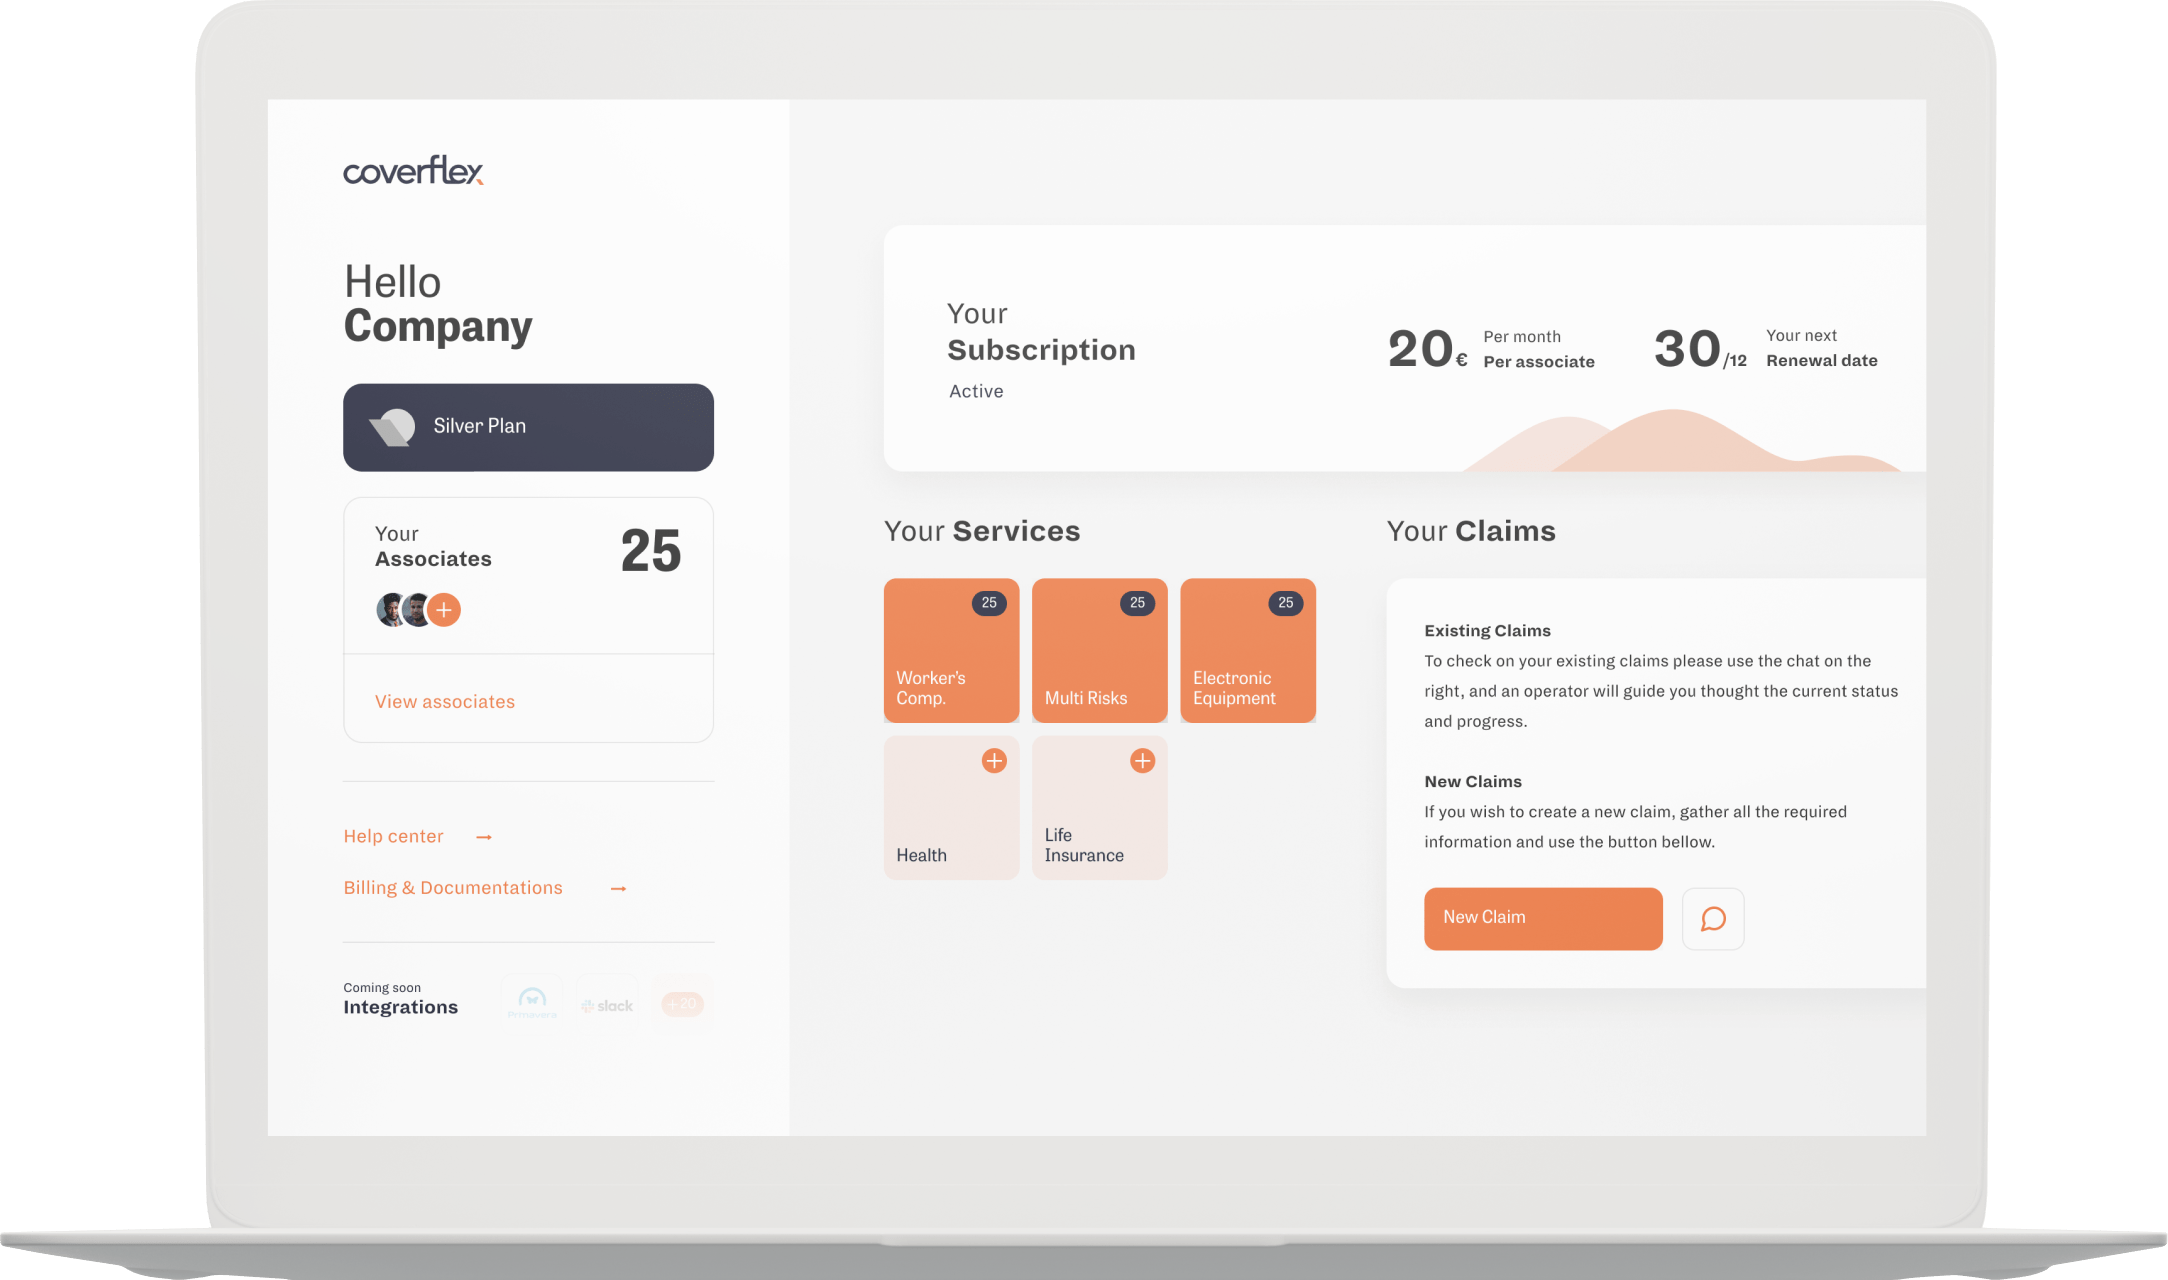 coverflex
Hello
Company
Silver Plan
Your
Associates
25
View associates
Help center
Billing & Documentations
Coming soon
Integrations
Primavera
slack
+20
Your
Subscription
Active
20€
Per month
Per associate
30/12
Your next
Renewal date
Your Services
25
Worker's
Comp.
25
Multi Risks
25
Electronic
Equipment
Health
Life
Insurance
Your Claims
Existing Claims
To check on your existing claims please use the chat on the
right, and an operator will guide you thought the current status
and progress.
New Claims
If you wish to create a new claim, gather all the required
information and use the button bellow.
New Claim